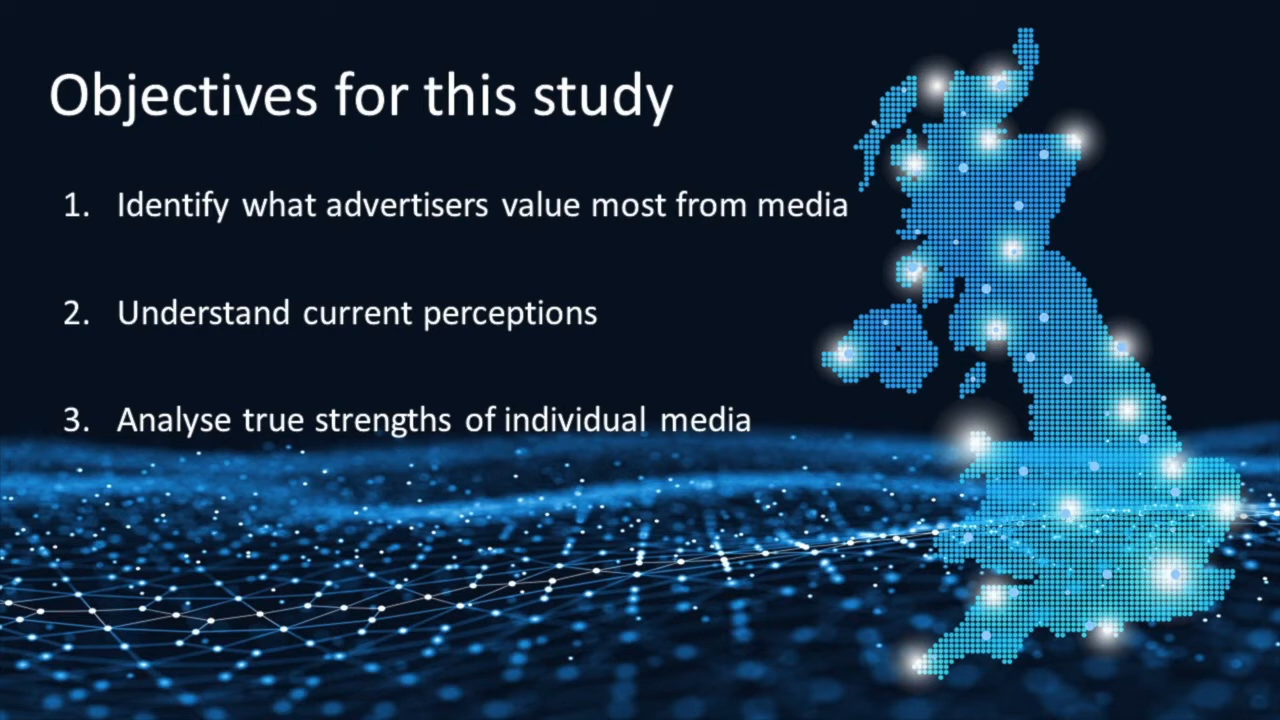 Objectives for this study
1. Identify what advertisers value most from media
2. Understand current perceptions
3. Analyse true strengths of individual media